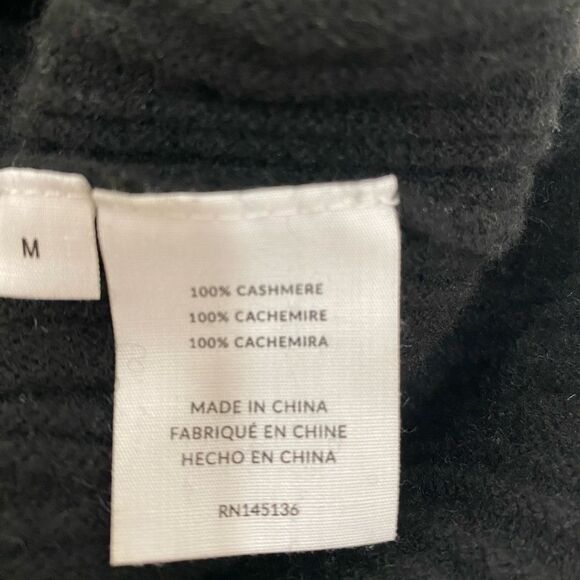 M
100% CASHMERE
100% CACHEMIRE
100% CACHEMIRA
MADE IN CHINA
FABRIQUÉ EN CHINE
HECHO EN CHINA
RN145136